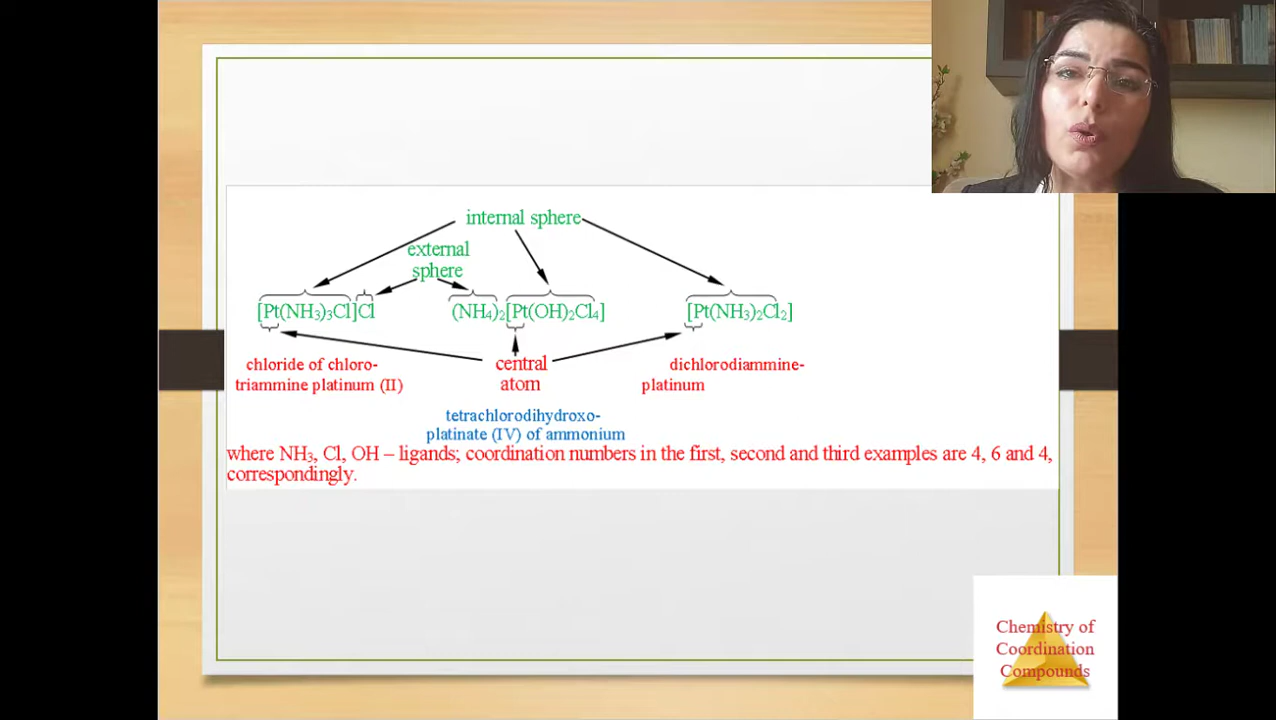 internal sphere
external
sphere
[Pt(NH₃)₃Cl]Cl (NH₄)₂[Pt(OH)₂Cl₄] [Pt(NH₃)₂Cl₂]
chloride of chloro-
triammine platinum (II)
central
atom
dichlorodiammine-
platinum
tetrachlorodihydroxo-
platinate (IV) of ammonium
where NH₃, Cl, OH – ligands; coordination numbers in the first, second and third examples are 4, 6 and 4,
correspondingly.
Chemistry of
Coordination
Compounds